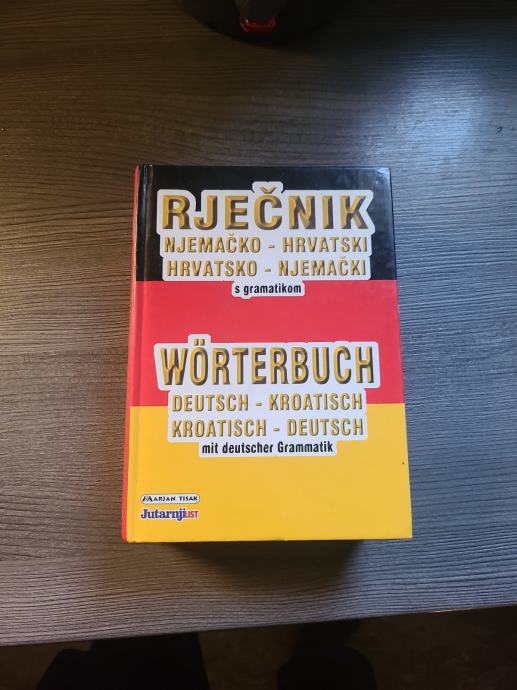 RJEČNIK
NJEMAČKO - HRVATSKI
HRVATSKO - NJEMAČKI
s gramatikom
WÖRTERBUCH
DEUTSCH - KROATISCH
KROATISCH - DEUTSCH
mit deutscher Grammatik
MARJAN TISAK
Jutarnji LIST